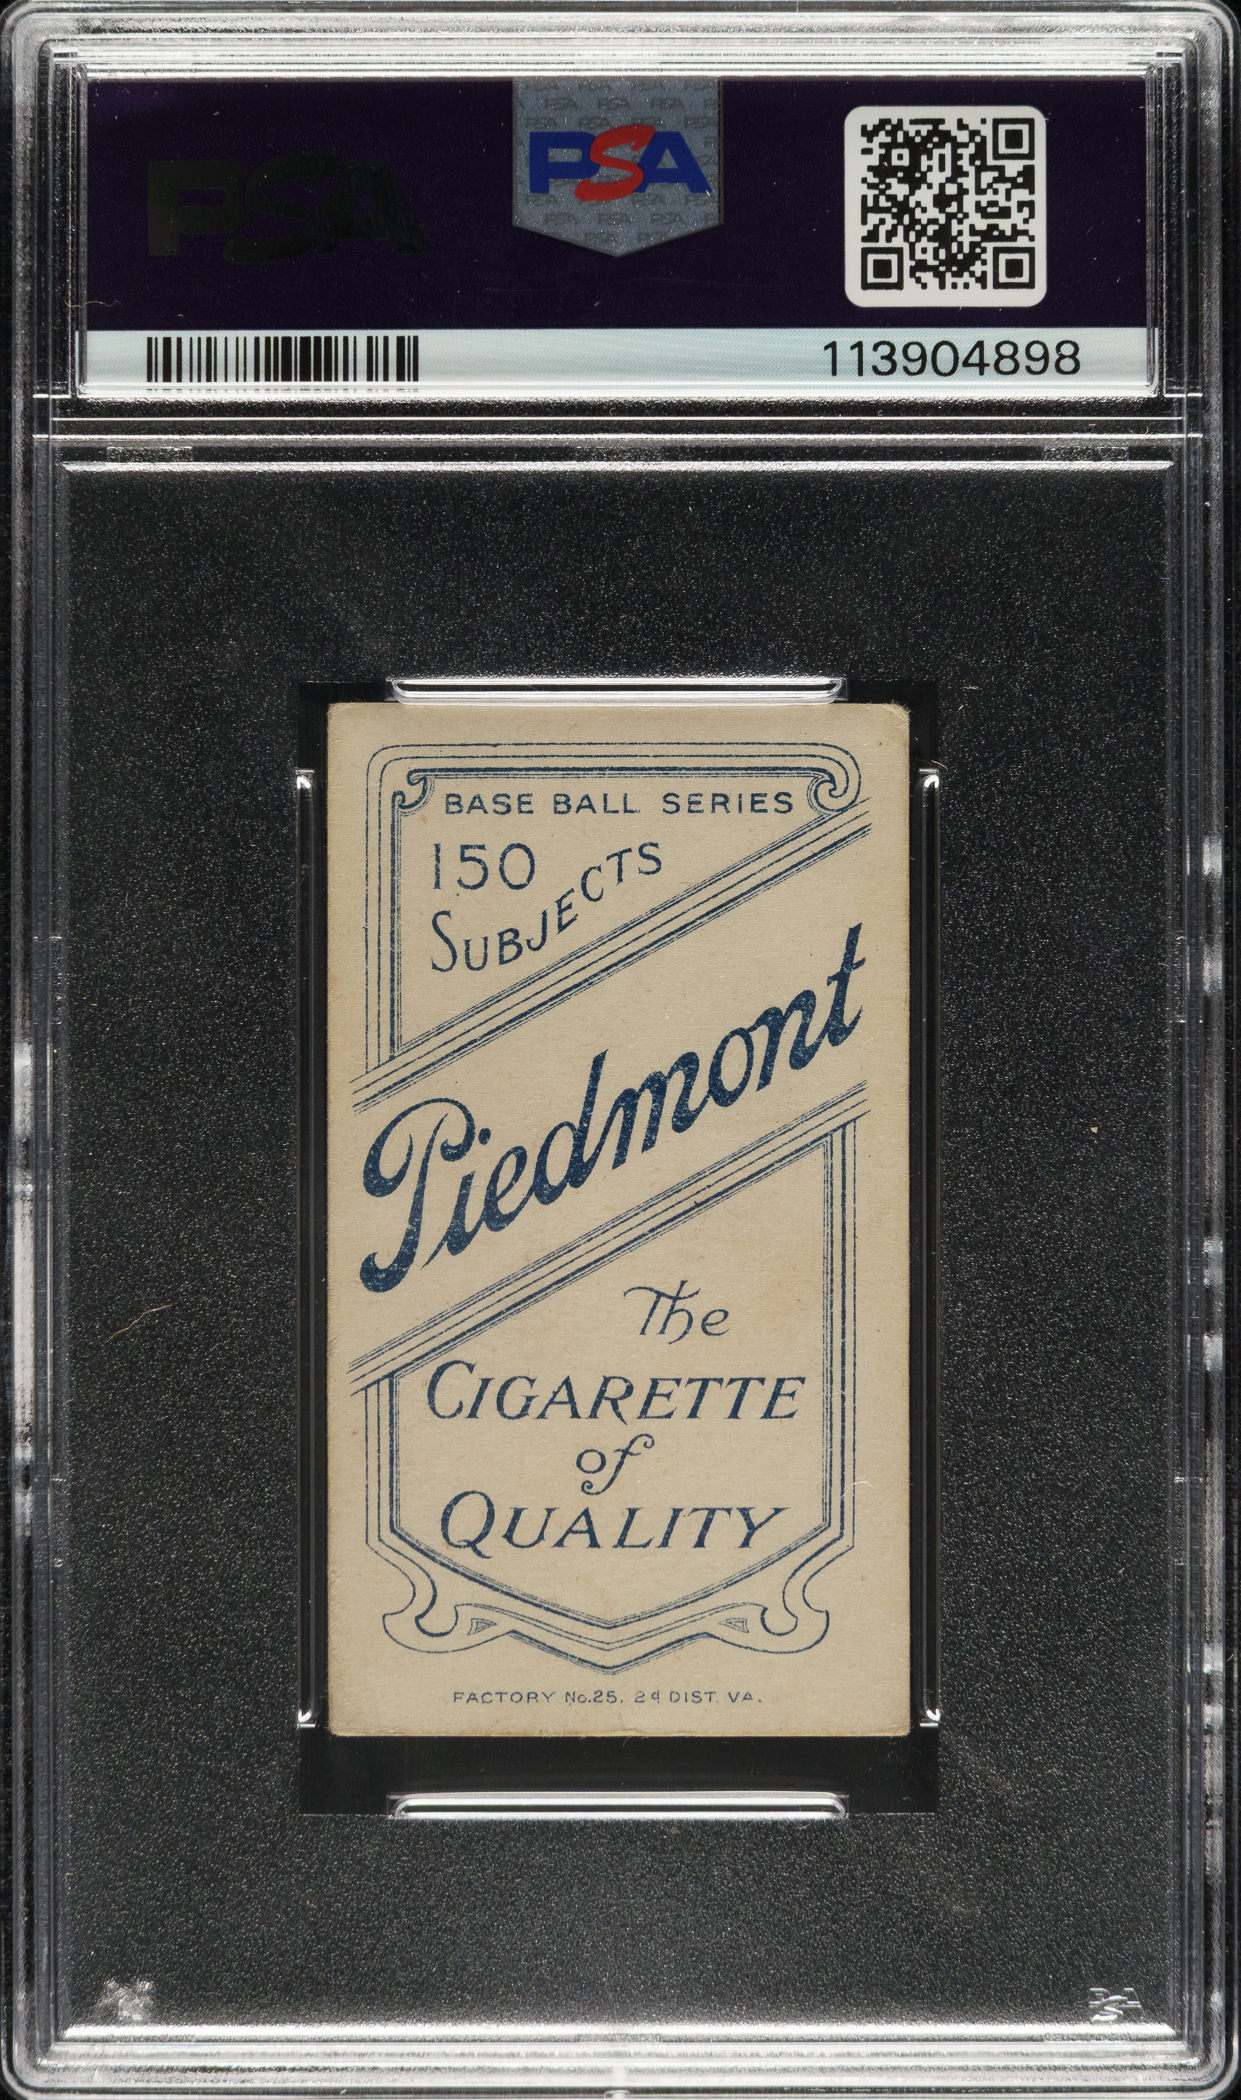 PSA
PSA
113904898
BASE BALL SERIES
150
SUBJECTS
Piedmont
The
CIGARETTE
of
QUALITY
FACTORY No.25. 2d DIST. VA.